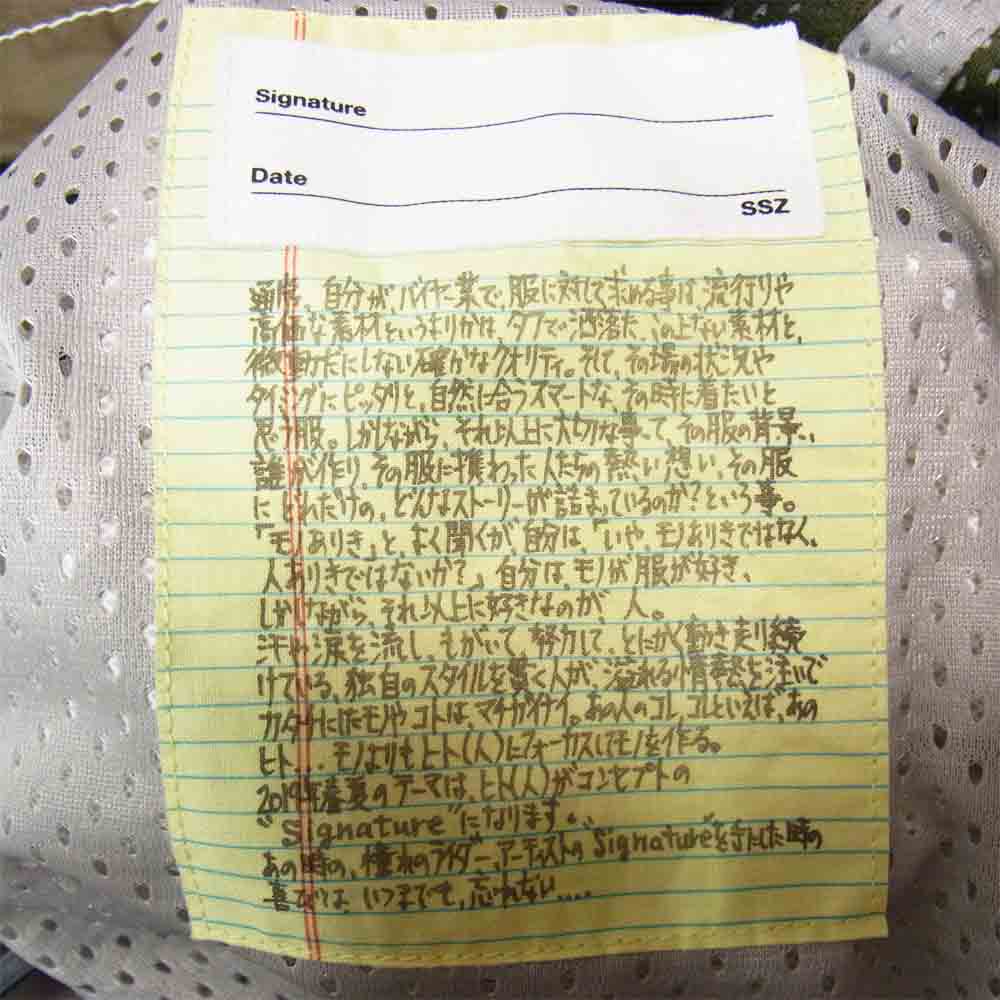 Signature
Date
SSZ
通常、自分が、バイヤー業で、服に対して求める事は、流行りや
高価な素材というよりかは、タフで洒落た、この上ない素材と、
微動だにしない確かなクオリティ。そして、その場の状況や
タイミングにピッタリと、自然に合うスマートな、その時に着たいと
思う服。しかしながら、それ以上に大切な事って、その服の背景、、
誰が作り、その服に携わった人たちの熱い想い、その服
にどれだけの、どんなストーリーが詰まっているのか?という事。
「モノありき」と、よく聞くが、自分は、「いや、モノありきではなく、
人ありきではないか?」自分は、モノが、服が好き、
しかしながら、それ以上に好きなのが、人。
汗や涙を流し、もがいて、努力して、とにかく動き走り続
けている、独自のスタイルを貫く人が、溢れる情熱を注いで
カタチにしたモノやコトは、マチガイナイ。あの人のコレ、コレといえば、あの
ヒト... モノよりもヒト(人)にフォーカスしてモノを作る。
2019年春夏のテーマは、ヒト(人)がコンセプトの
"Signature"になります。
あの時の、憧れのライダー、アーティストのSignature"を した時の
喜びは、いつまでも、忘れない....